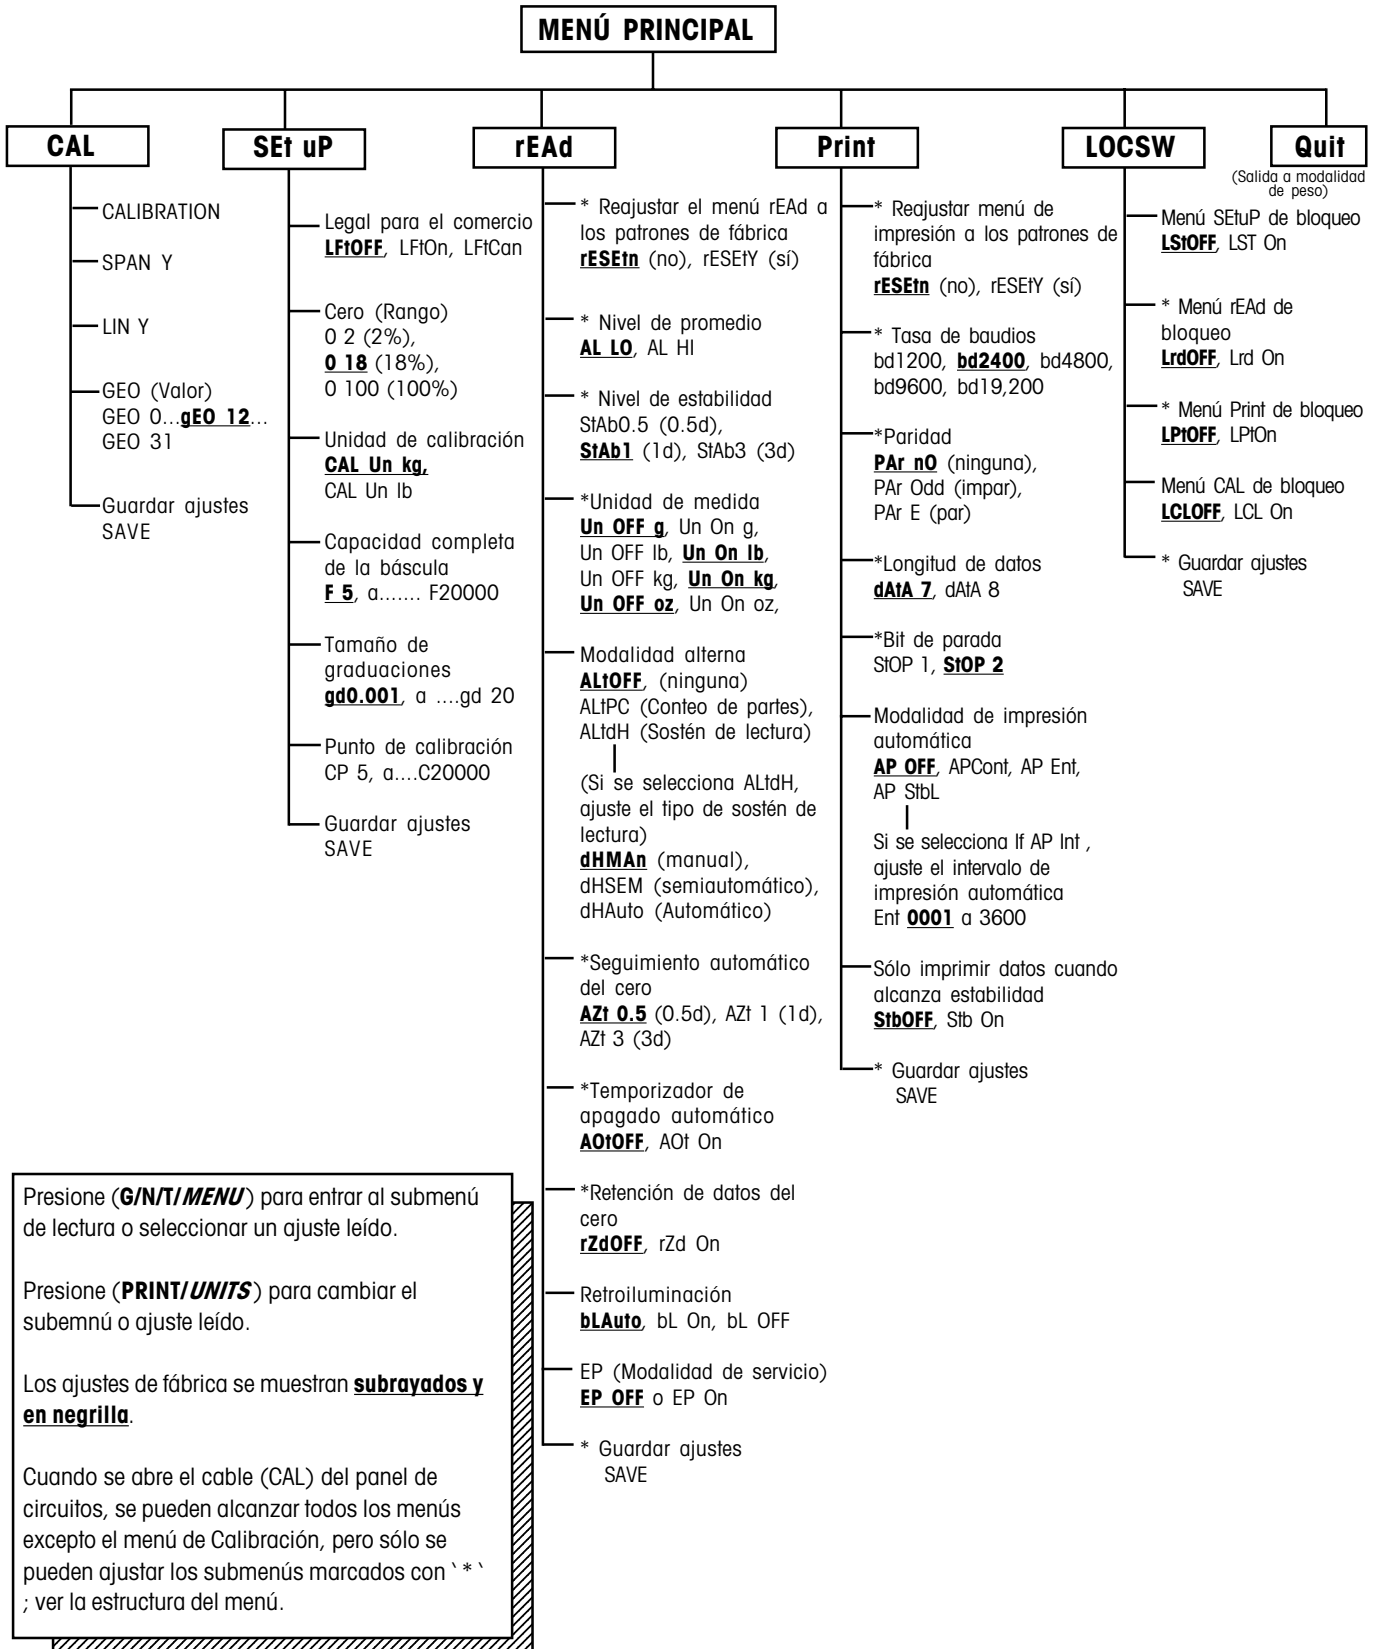 MENÚ PRINCIPAL
CAL
CALIBRATION
SPAN Y
LIN Y
GEO (Valor)
GEO 0...gEO 12...
GEO 31
Guardar ajustes
SAVE
SEt uP
Legal para el comercio
LFtOFF, LFtOn, LFtCan
Cero (Rango)
0 2 (2%),
0 18 (18%),
0 100 (100%)
Unidad de calibración
CAL Un kg,
CAL Un lb
Capacidad completa
de la báscula
F 5, a....... F20000
Tamaño de
graduaciones
gd0.001, a ....gd 20
Punto de calibración
CP 5, a....C20000
Guardar ajustes
SAVE
rEAd
* Reajustar el menú rEAd a
los patrones de fábrica
rESEtn (no), rESEtY (sí)
* Nivel de promedio
AL LO, AL HI
* Nivel de estabilidad
StAb0.5 (0.5d),
StAb1 (1d), StAb3 (3d)
*Unidad de medida
Un OFF g, Un On g,
Un OFF lb, Un On lb,
Un OFF kg, Un On kg,
Un OFF oz, Un On oz,
Modalidad alterna
ALtOFF, (ninguna)
ALtPC (Conteo de partes),
ALtdH (Sostén de lectura)
(Si se selecciona ALtdH,
ajuste el tipo de sostén de
lectura)
dHMAn (manual),
dHSEM (semiautomático),
dHAuto (Automático)
*Seguimiento automático
del cero
AZt 0.5 (0.5d), AZt 1 (1d),
AZt 3 (3d)
*Temporizador de
apagado automático
AOtOFF, AOt On
*Retención de datos del
cero
rZdOFF, rZd On
Retroiluminación
bLAuto, bL On, bL OFF
EP (Modalidad de servicio)
EP OFF o EP On
* Guardar ajustes
SAVE
Print
* Reajustar menú de
impresión a los patrones de
fábrica
rESEtn (no), rESEtY (sí)
* Tasa de baudios
bd1200, bd2400, bd4800,
bd9600, bd19,200
*Paridad
PAr nO (ninguna),
PAr Odd (impar),
PAr E (par)
*Longitud de datos
dAtA 7, dAtA 8
*Bit de parada
StOP 1, StOP 2
Modalidad de impresión
automática
AP OFF, APCont, AP Ent,
AP StbL
Si se selecciona If AP Int ,
ajuste el intervalo de
impresión automática
Ent 0001 a 3600
Sólo imprimir datos cuando
alcanza estabilidad
StbOFF, Stb On
* Guardar ajustes
SAVE
LOCSW
Menú SEtuP de bloqueo
LStOFF, LST On
* Menú rEAd de
bloqueo
LrdOFF, Lrd On
* Menú Print de bloqueo
LPtOFF, LPtOn
Menú CAL de bloqueo
LCLOFF, LCL On
* Guardar ajustes
SAVE
Quit
(Salida a modalidad
de peso)
Presione (G/N/T/MENU) para entrar al submenú
de lectura o seleccionar un ajuste leído.
Presione (PRINT/UNITS) para cambiar el
subemnú o ajuste leído.
Los ajustes de fábrica se muestran subrayados y
en negrilla.
Cuando se abre el cable (CAL) del panel de
circuitos, se pueden alcanzar todos los menús
excepto el menú de Calibración, pero sólo se
pueden ajustar los submenús marcados con ` * `
; ver la estructura del menú.